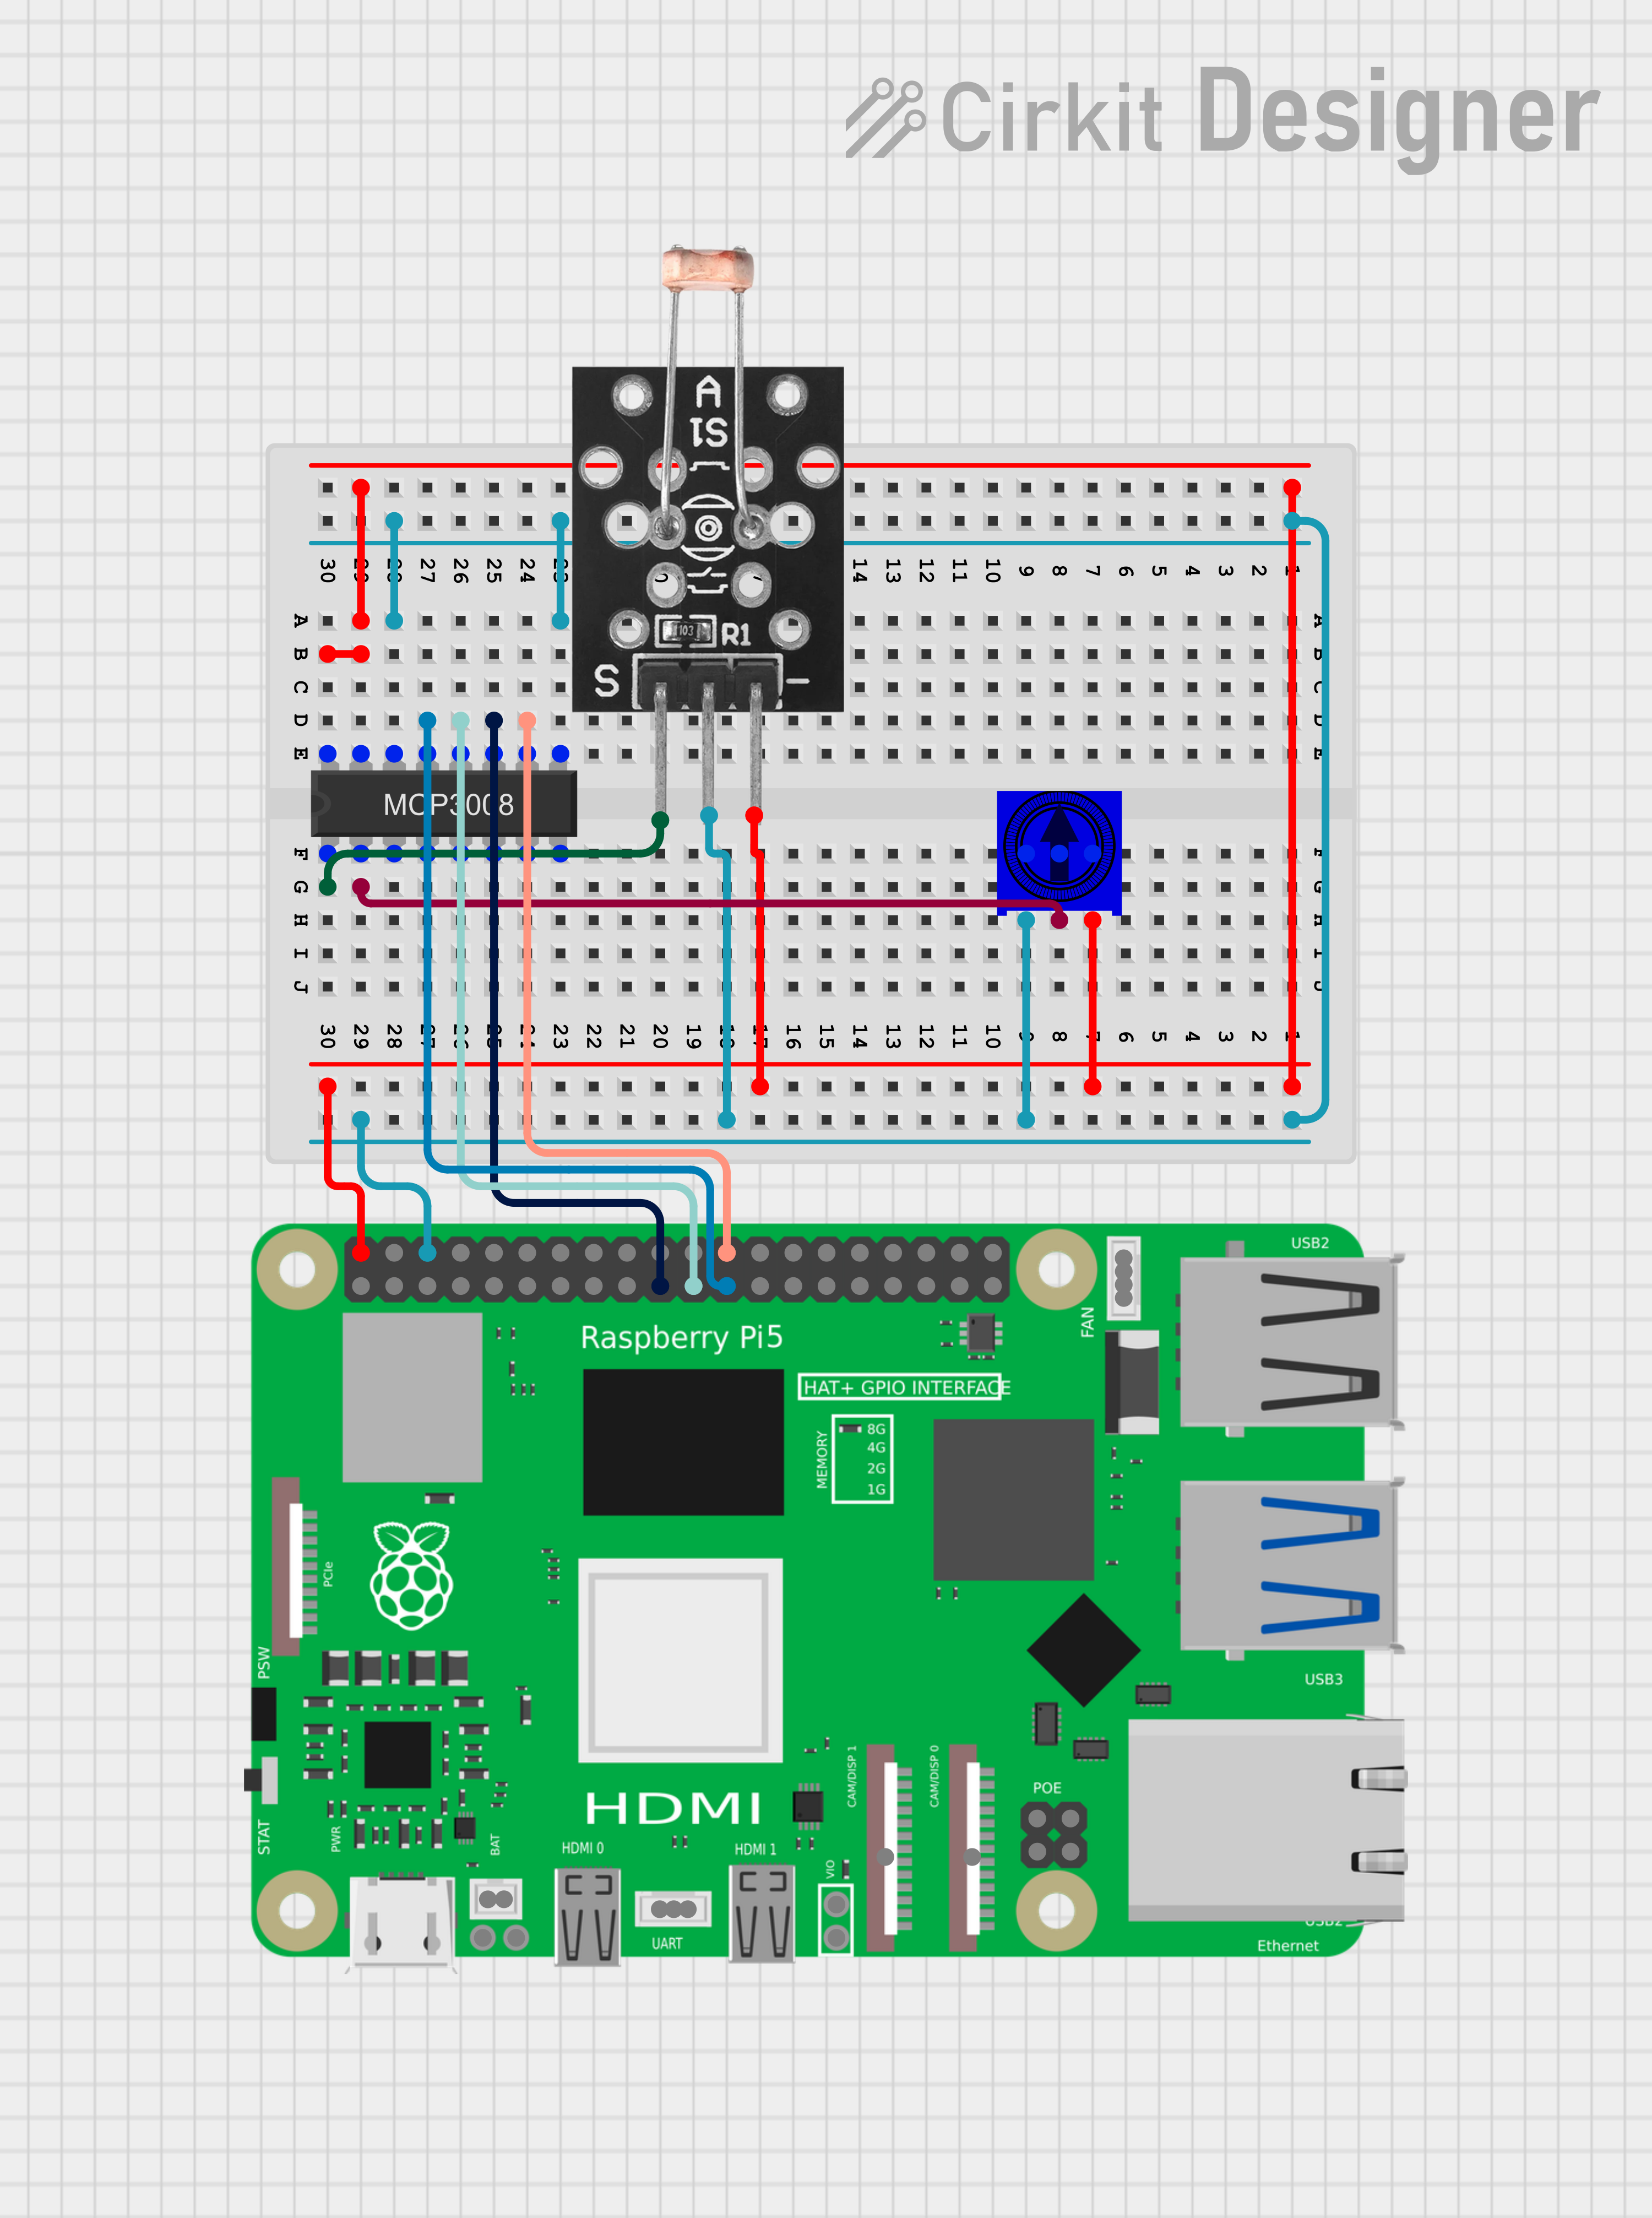 Cirkit Designer
A
S1
30 29 28 27 26 25 24 23 14 13 12 11 10 9 8 7 6 5 4 3 2 1
A A
B B
C C
D D
E E
F F
G G
H H
I I
J J
103
R1
S -
MCP3008
30 29 28 27 26 25 24 23 22 21 20 19 18 17 16 15 14 13 12 11 10 9 8 7 6 5 4 3 2 1
USB2
FAN
Raspberry Pi5
HAT+ GPIO INTERFACE
MEMORY
8G
4G
2G
1G
PCIe
PSW
USB3
CAM/DISP 1
CAM/DISP 0
POE
HDMI
STAT
PWR
BAT
HDMI 0
HDMI 1
VIO
UART
USB2
Ethernet